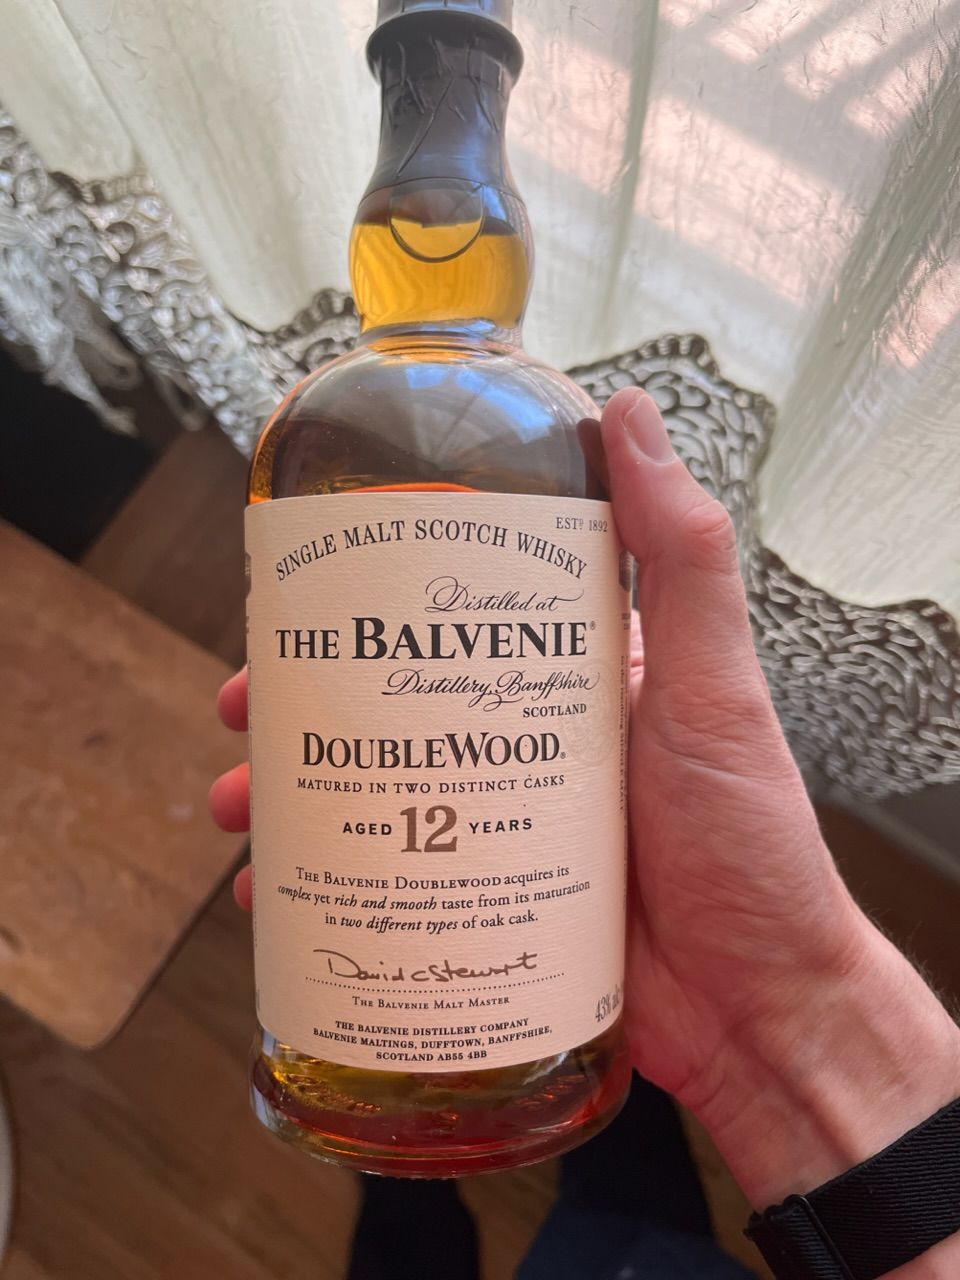 ESTD 1892
SINGLE MALT SCOTCH WHISKY
Distilled at
THE BALVENIE®
Distillery, Banffshire
SCOTLAND
DOUBLEWOOD®
MATURED IN TWO DISTINCT CASKS
AGED 12 YEARS
THE BALVENIE DOUBLEWOOD acquires its
complex yet rich and smooth taste from its maturation
in two different types of oak cask.
David C Stewart
THE BALVENIE MALT MASTER
43% alc
THE BALVENIE DISTILLERY COMPANY
BALVENIE MALTINGS, DUFFTOWN, BANFFSHIRE,
SCOTLAND AB55 4BB